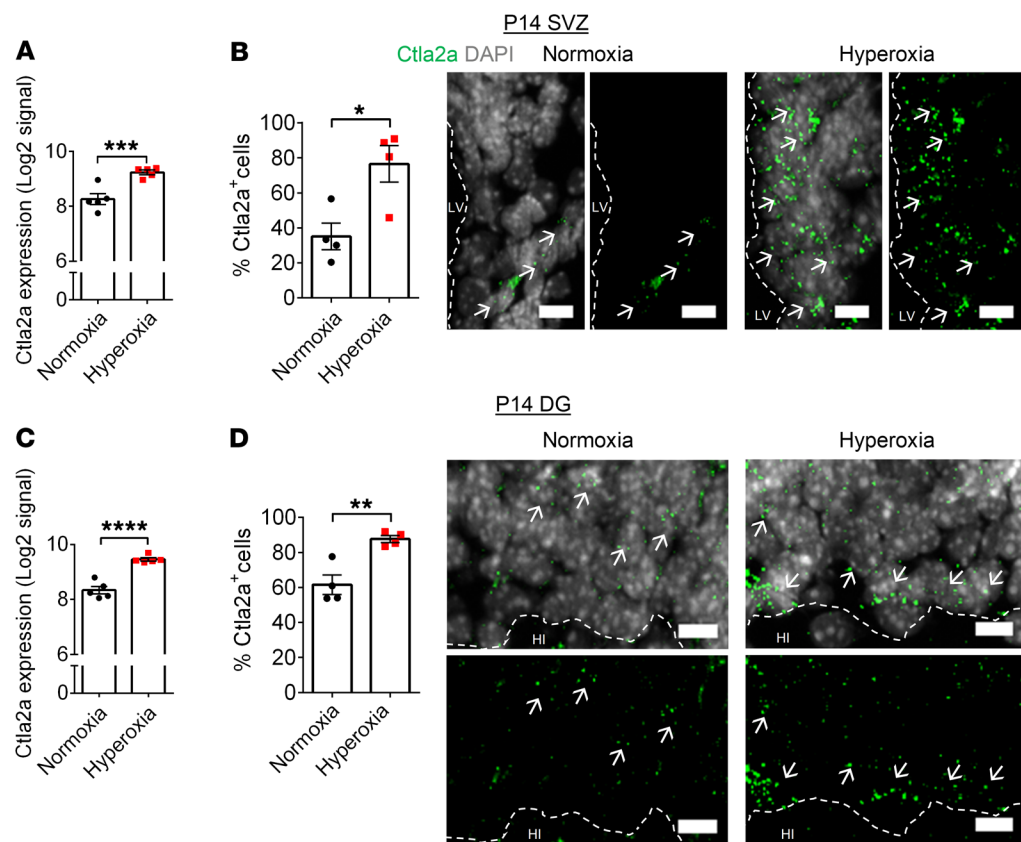 P14 SVZ
A
Ctla2a expression (Log2 signal)
10
8
6
0
***
Normoxia
Hyperoxia
B
% Ctla2a+ cells
100
80
60
40
20
0
*
Normoxia
Hyperoxia
Ctla2a DAPI
Normoxia
Hyperoxia
LV
LV
LV
LV
P14 DG
C
Ctla2a expression (Log2 signal)
10
8
6
0
****
Normoxia
Hyperoxia
D
% Ctla2a+ cells
100
80
60
40
20
0
**
Normoxia
Hyperoxia
Normoxia
Hyperoxia
HI
HI
HI
HI